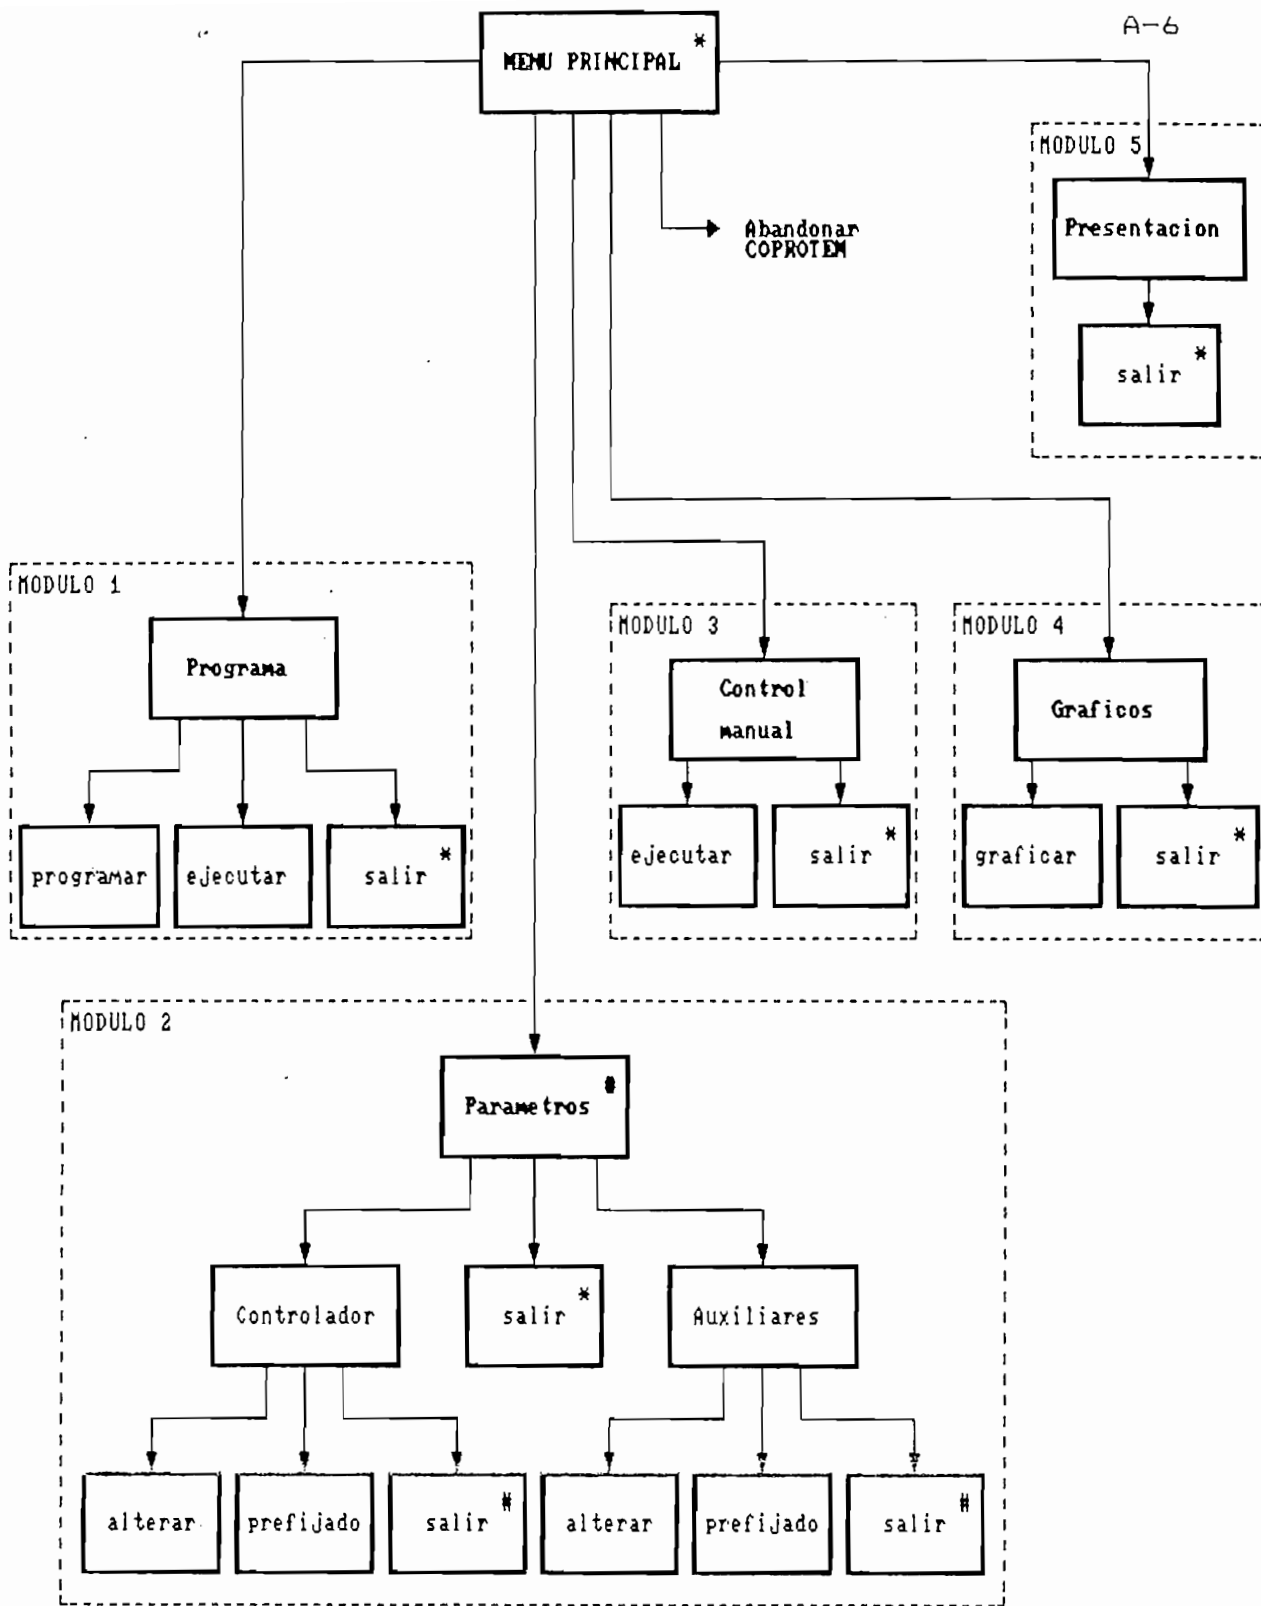 A-6
MENU PRINCIPAL *
MODULO 5
Presentacion
salir *
Abandonar
COPROTEM
MODULO 1
Programa
programar
ejecutar
salir *
MODULO 3
Control
manual
ejecutar
salir *
MODULO 4
Graficos
graficar
salir *
MODULO 2
Parametros #
Controlador
salir *
Auxiliares
alterar
prefijado
salir #
alterar
prefijado
salir #